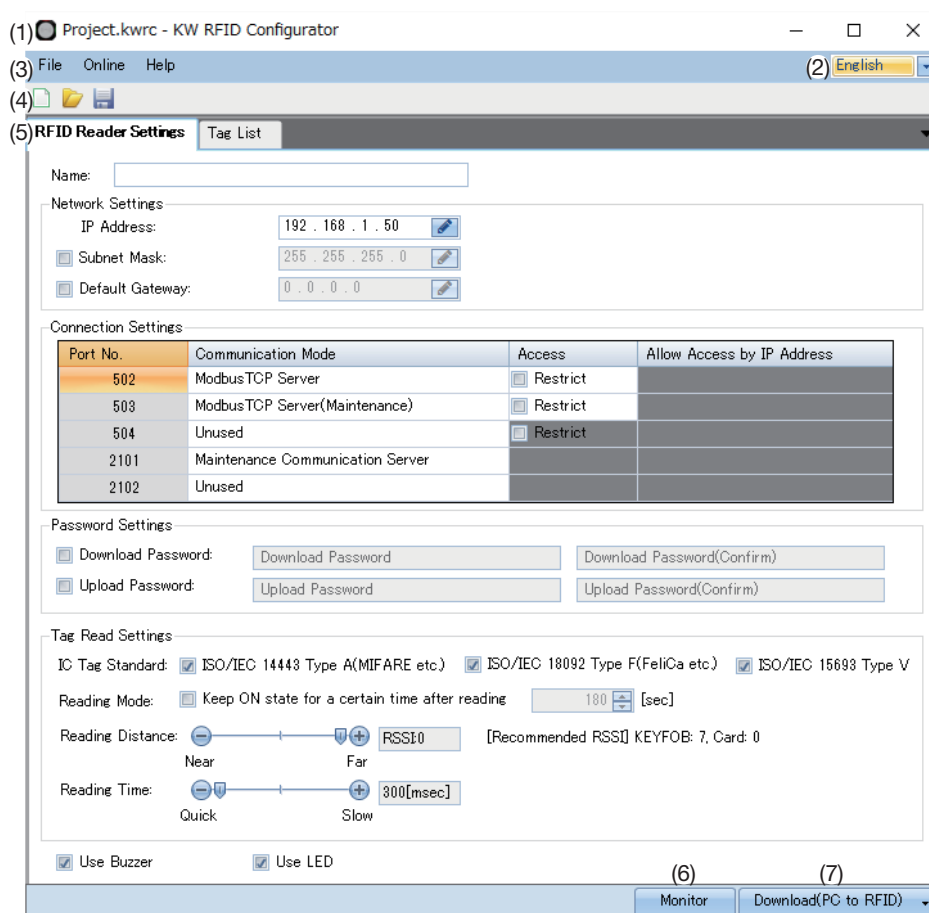 (1) Project.kwrc - KW RFID Configurator
(3) File Online Help (2) English
(4)
(5) RFID Reader Settings Tag List
Name:
Network Settings
IP Address: 192 . 168 . 1 . 50
Subnet Mask: 255 . 255 . 255 . 0
Default Gateway: 0 . 0 . 0 . 0
Connection Settings
Port No. Communication Mode Access Allow Access by IP Address
502 ModbusTCP Server Restrict
503 ModbusTCP Server(Maintenance) Restrict
504 Unused Restrict
2101 Maintenance Communication Server
2102 Unused
Password Settings
Download Password: Download Password Download Password(Confirm)
Upload Password: Upload Password Upload Password(Confirm)
Tag Read Settings
IC Tag Standard: ISO/IEC 14443 Type A(MIFARE etc.) ISO/IEC 18092 Type F(FeliCa etc.) ISO/IEC 15693 Type V
Reading Mode: Keep ON state for a certain time after reading 180 [sec]
Reading Distance: RSSI:0 [Recommended RSSI] KEYFOB: 7, Card: 0
Near Far
Reading Time: 300[msec]
Quick Slow
Use Buzzer Use LED
(6) (7)
Monitor Download(PC to RFID)